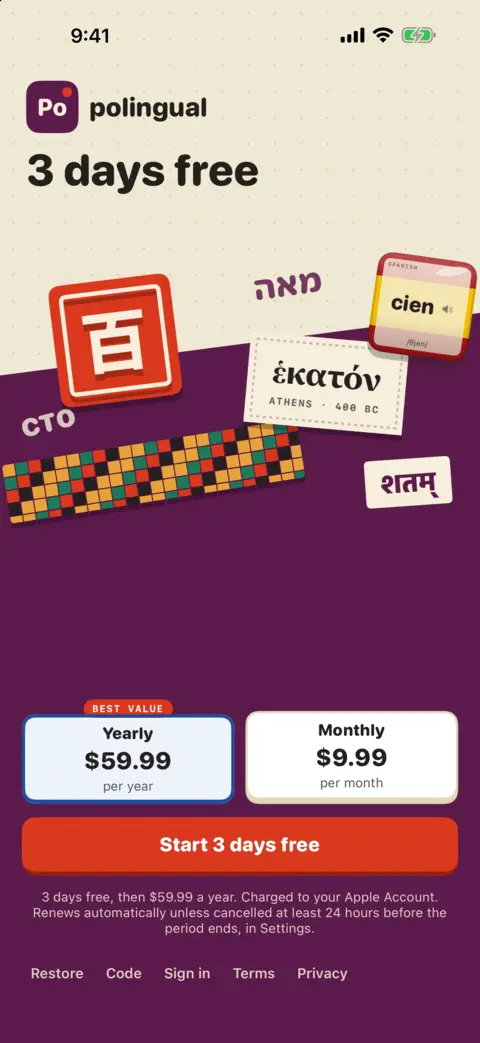 9:41
Po
polingual
3 days free
מאה
SPANISH
cien
/θjen/
百
ἑκατόν
ATHENS · 400 BC
сто
शतम्
BEST VALUE
Yearly
$59.99
per year
Monthly
$9.99
per month
Start 3 days free
3 days free, then $59.99 a year. Charged to your Apple Account.
Renews automatically unless cancelled at least 24 hours before the
period ends, in Settings.
Restore Code Sign in Terms Privacy